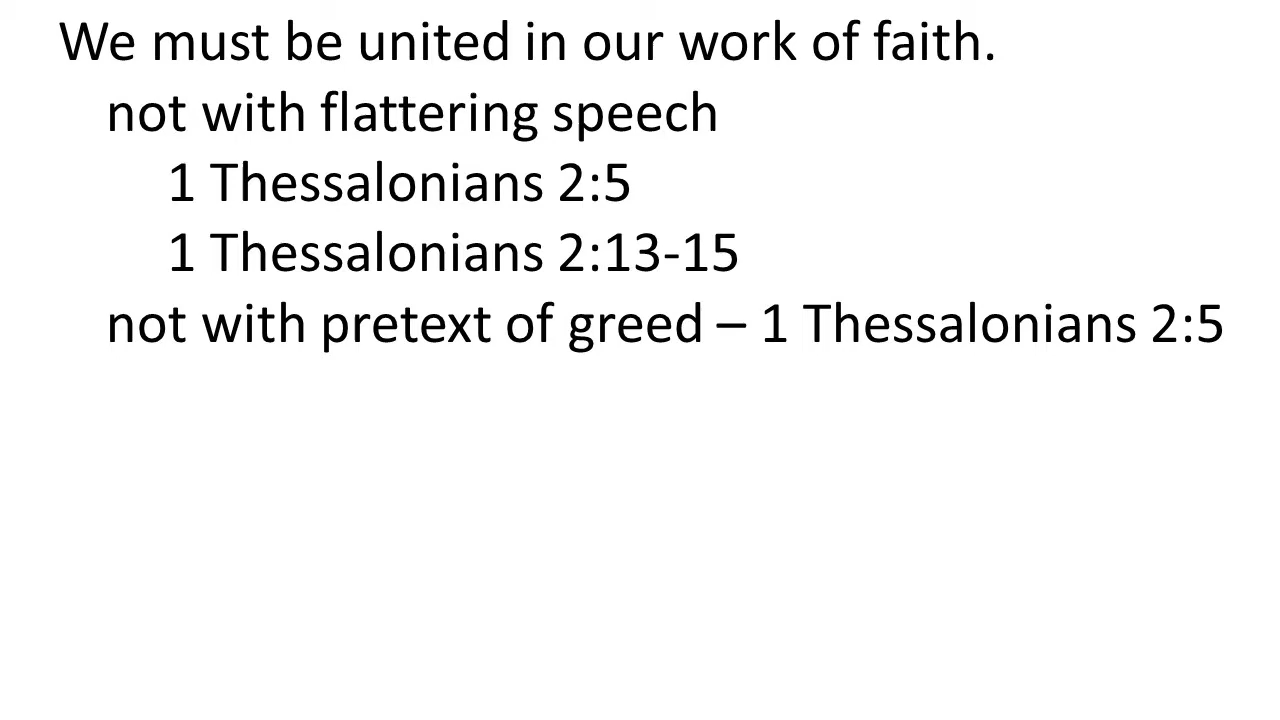 We must be united in our work of faith.
not with flattering speech
1 Thessalonians 2:5
1 Thessalonians 2:13-15
not with pretext of greed – 1 Thessalonians 2:5